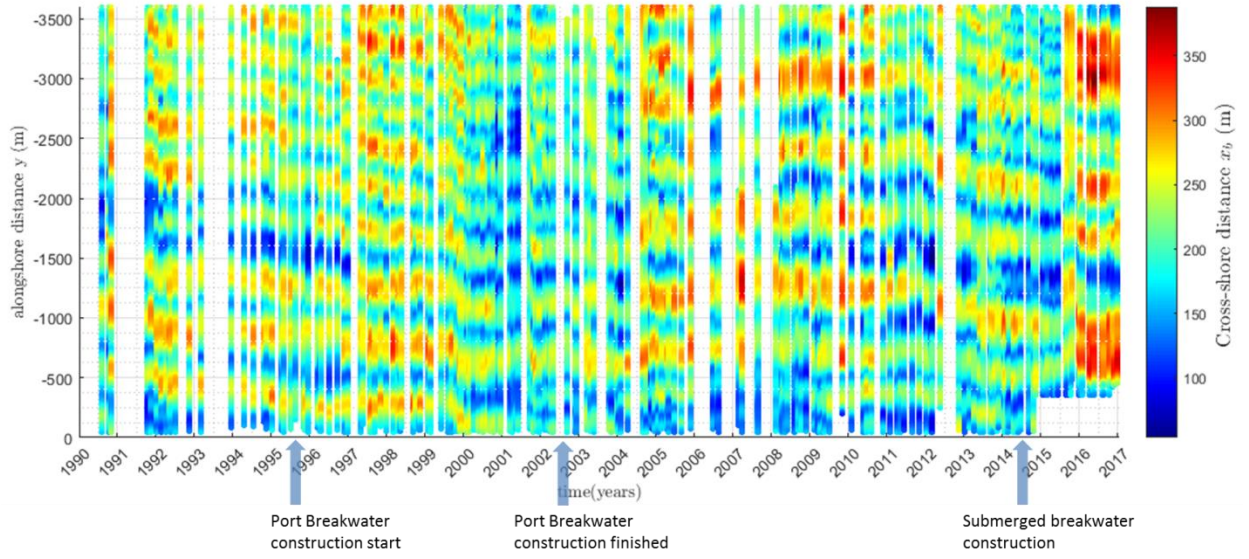 -3500
-3000
-2500
-2000
-1500
-1000
-500
0
alongshore distance y (m)
1990 1991 1992 1993 1994 1995 1996 1997 1998 1999 2000 2001 2002 2003 2004 2005 2006 2007 2008 2009 2010 2011 2012 2013 2014 2015 2016 2017
time(years)
350
300
250
200
150
100
Cross-shore distance x_b (m)
Port Breakwater
construction start
Port Breakwater
construction finished
Submerged breakwater
construction